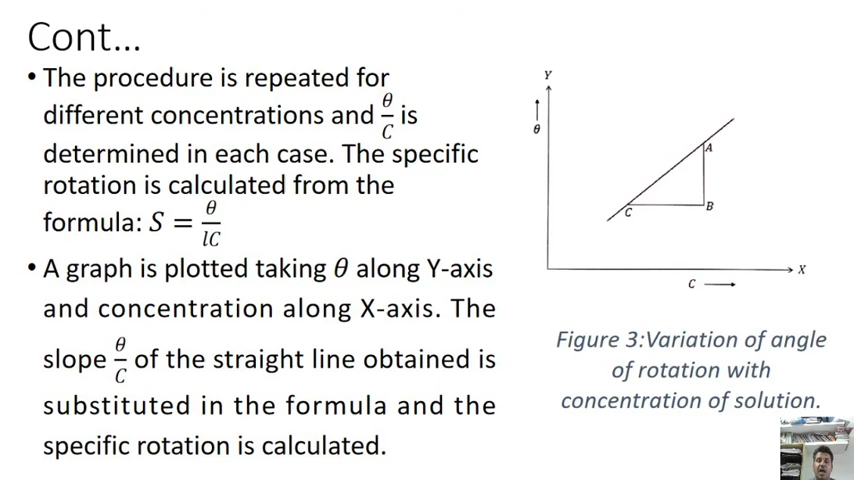 Cont...
• The procedure is repeated for
different concentrations and θ/C is
determined in each case. The specific
rotation is calculated from the
formula: S = θ/lC
• A graph is plotted taking θ along Y-axis
and concentration along X-axis. The
slope θ/C of the straight line obtained is
substituted in the formula and the
specific rotation is calculated.
Y
θ
A
C
B
X
C
Figure 3:Variation of angle
of rotation with
concentration of solution.